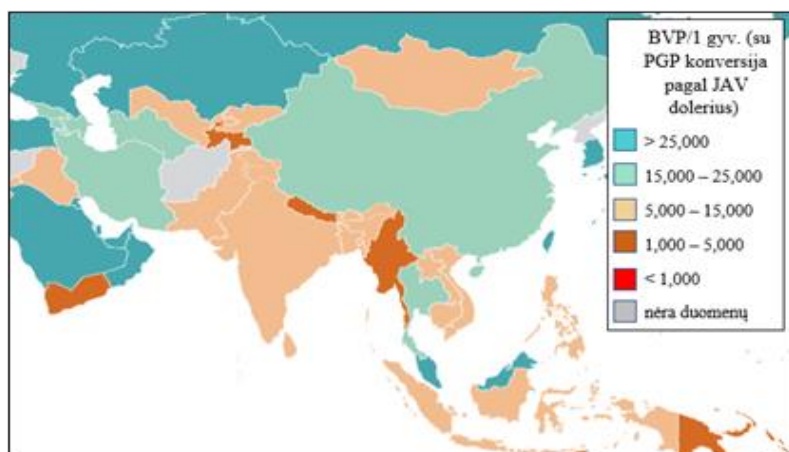 BVP/1 gyv. (su
PGP konversija
pagal JAV
dolerius)
> 25,000
15,000 – 25,000
5,000 – 15,000
1,000 – 5,000
< 1,000
nėra duomenų